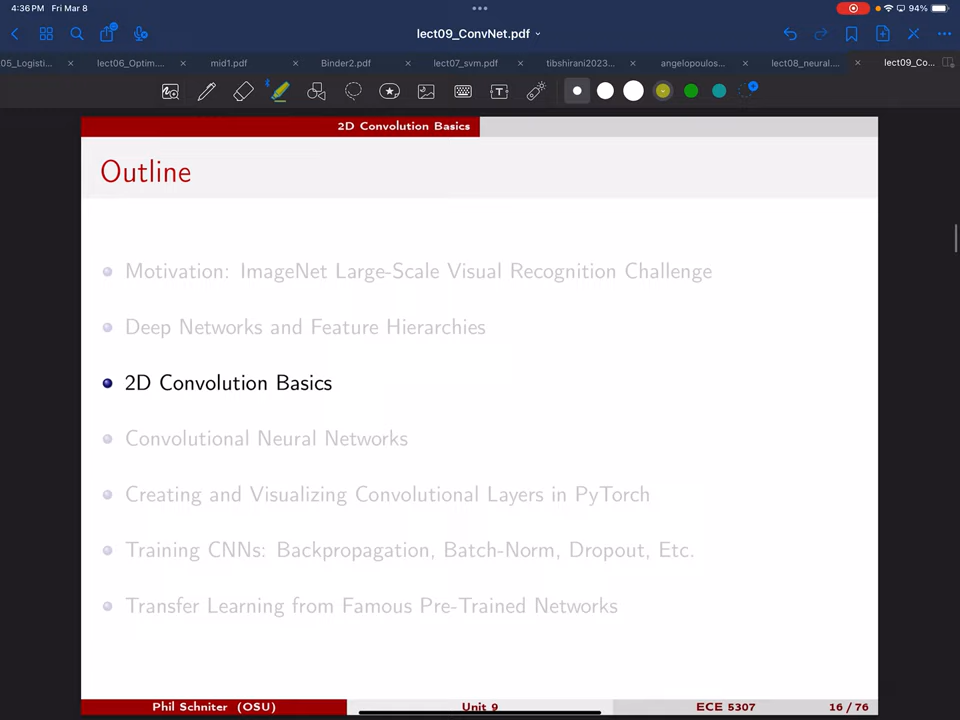 4:36 PM Fri Mar 8
94%
lect09_ConvNet.pdf
05_Logisti... lect06_Optim... mid1.pdf Binder2.pdf lect07_svm.pdf tibshirani2023... angelopoulos... lect08_neural... lect09_Co...
2D Convolution Basics
Outline
Motivation: ImageNet Large-Scale Visual Recognition Challenge
Deep Networks and Feature Hierarchies
2D Convolution Basics
Convolutional Neural Networks
Creating and Visualizing Convolutional Layers in PyTorch
Training CNNs: Backpropagation, Batch-Norm, Dropout, Etc.
Transfer Learning from Famous Pre-Trained Networks
Phil Schniter (OSU) Unit 9 ECE 5307 16 / 76